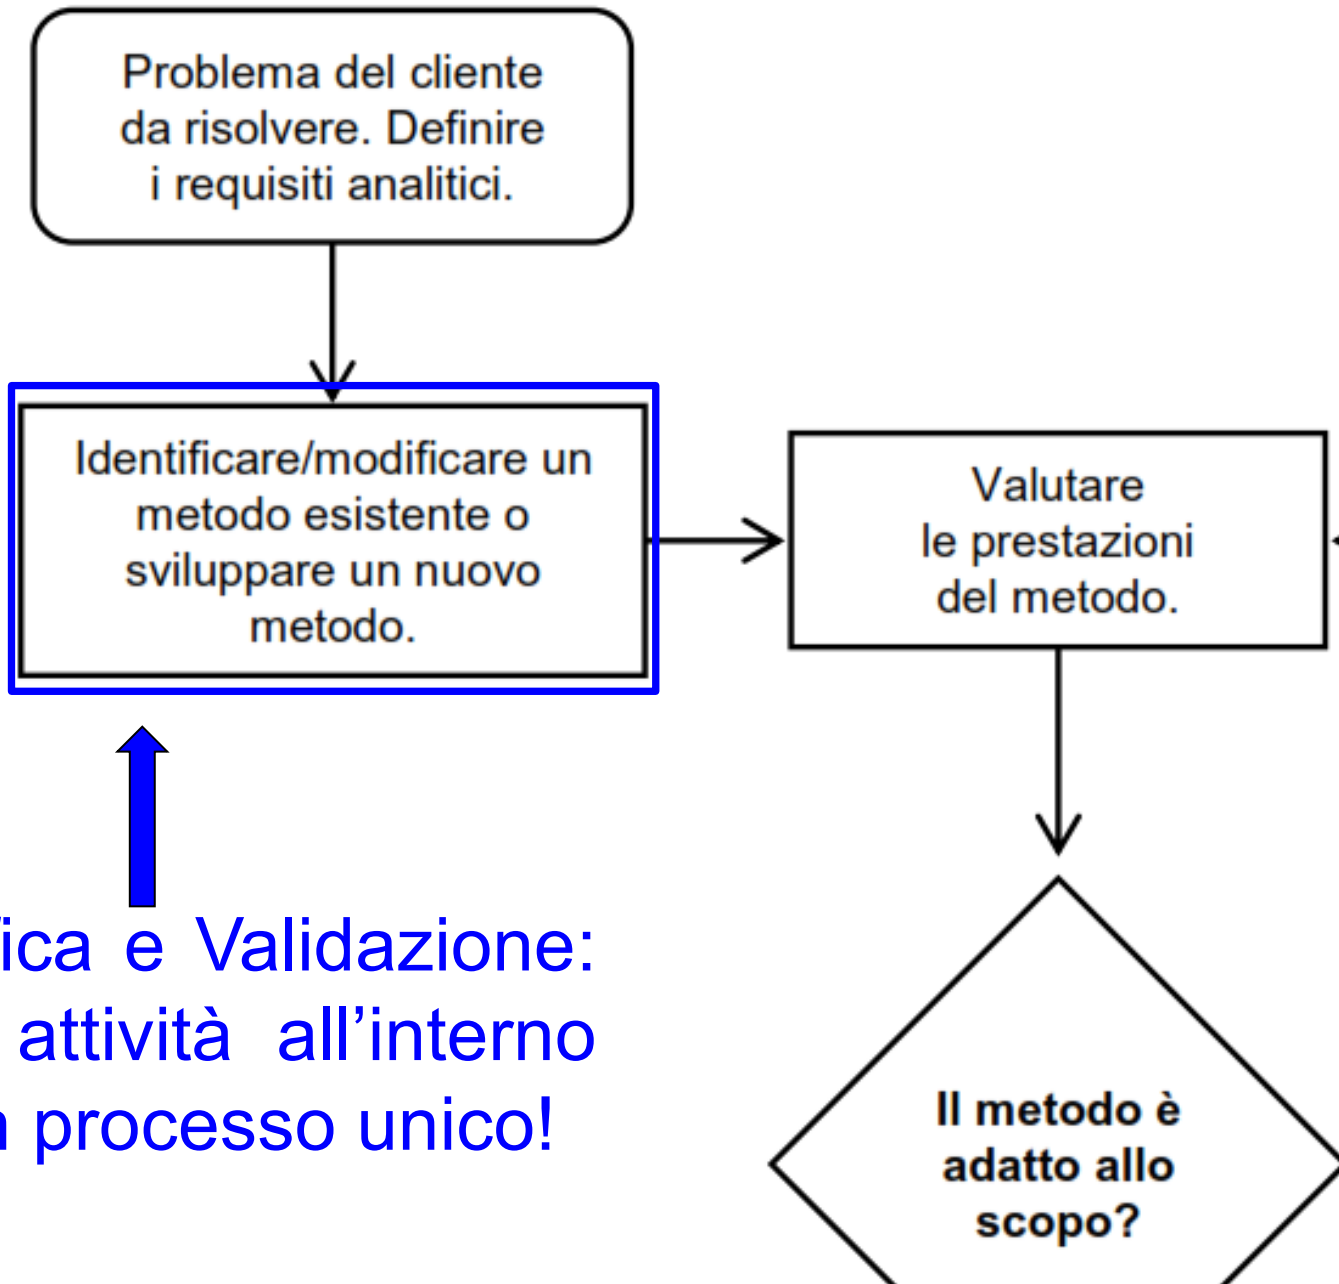 Problema del cliente
da risolvere. Definire
i requisiti analitici.
Identificare/modificare un
metodo esistente o
sviluppare un nuovo
metodo.
Valutare
le prestazioni
del metodo.
e Validazione:
attività all’interno
processo unico!
Il metodo è
adatto allo
scopo?